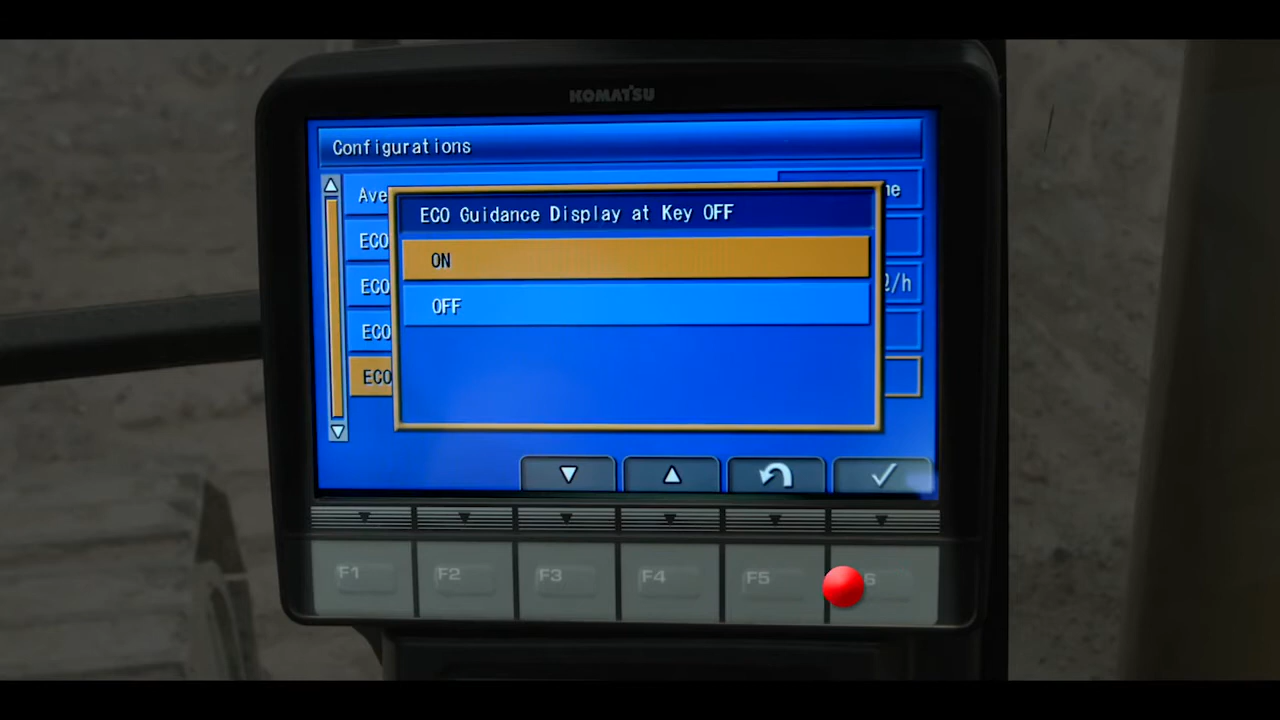 KOMATSU
Configurations
Ave
ECO Guidance Display at Key OFF
ON
OFF
ECO
ECO
ECO
ECO
F1 F2 F3 F4 F5 6